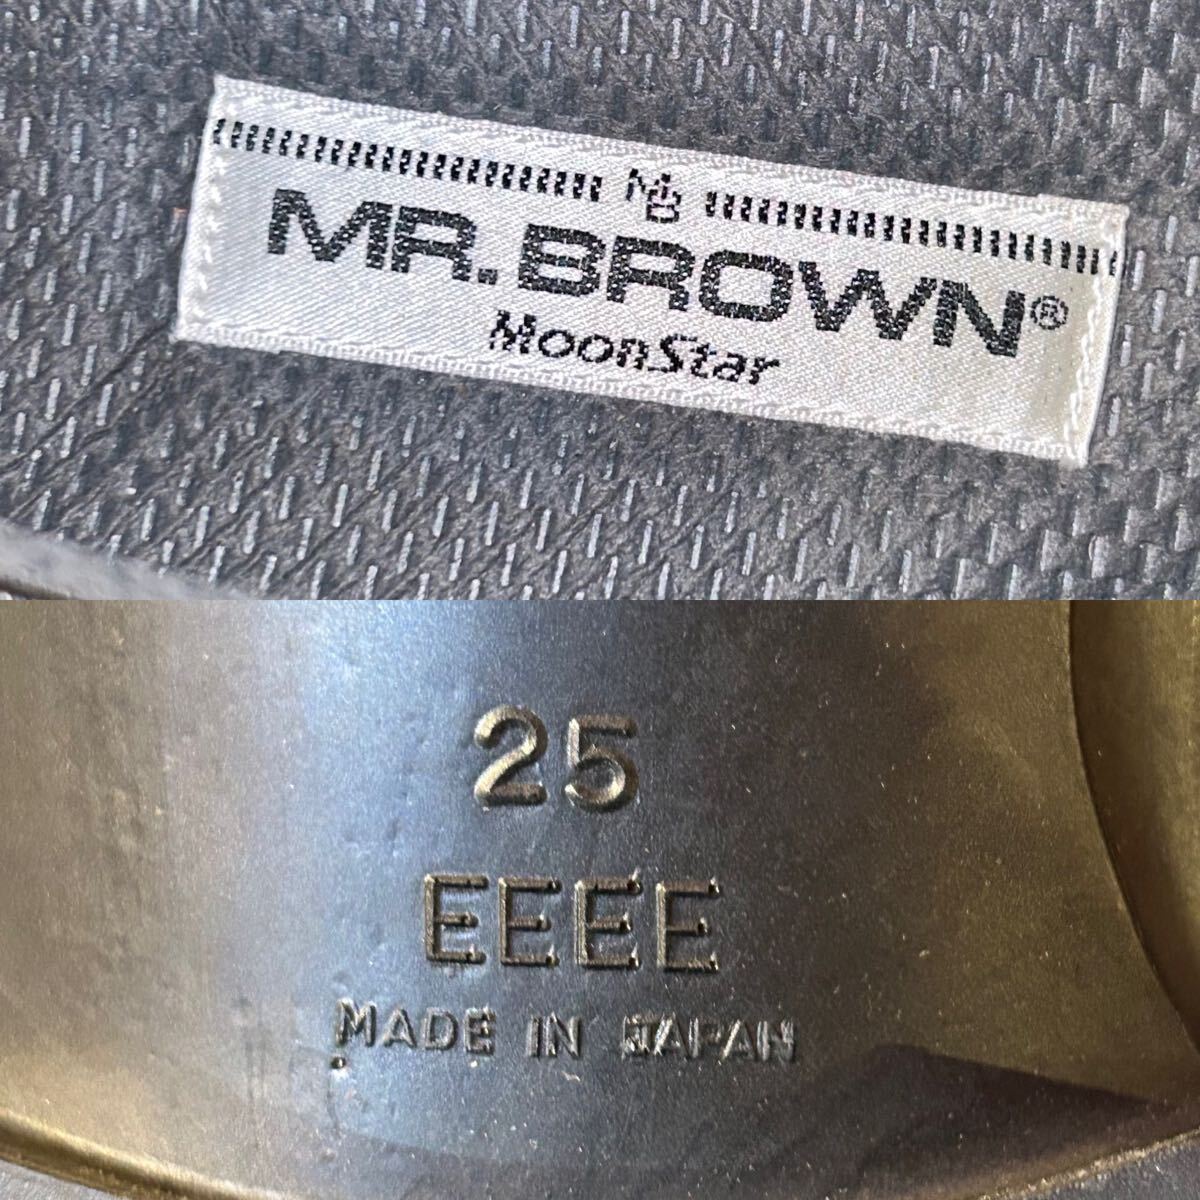 MB
MR. BROWN®
MoonStar
25
EEEE
MADE IN JAPAN